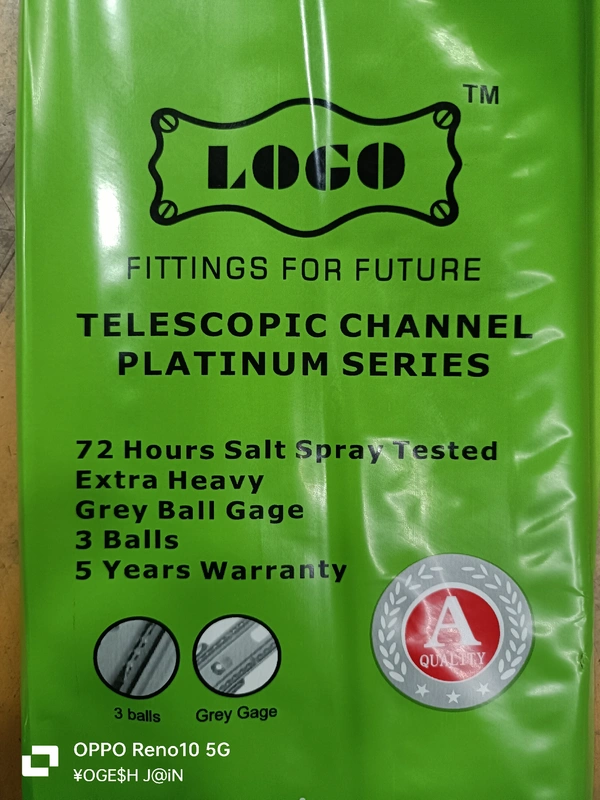 TM
LOGO
FITTINGS FOR FUTURE
TELESCOPIC CHANNEL
PLATINUM SERIES
72 Hours Salt Spray Tested
Extra Heavy
Grey Ball Gage
3 Balls
5 Years Warranty
A
QUALITY
3 balls
Grey Gage
OPPO Reno10 5G
¥OGE$H J@iN